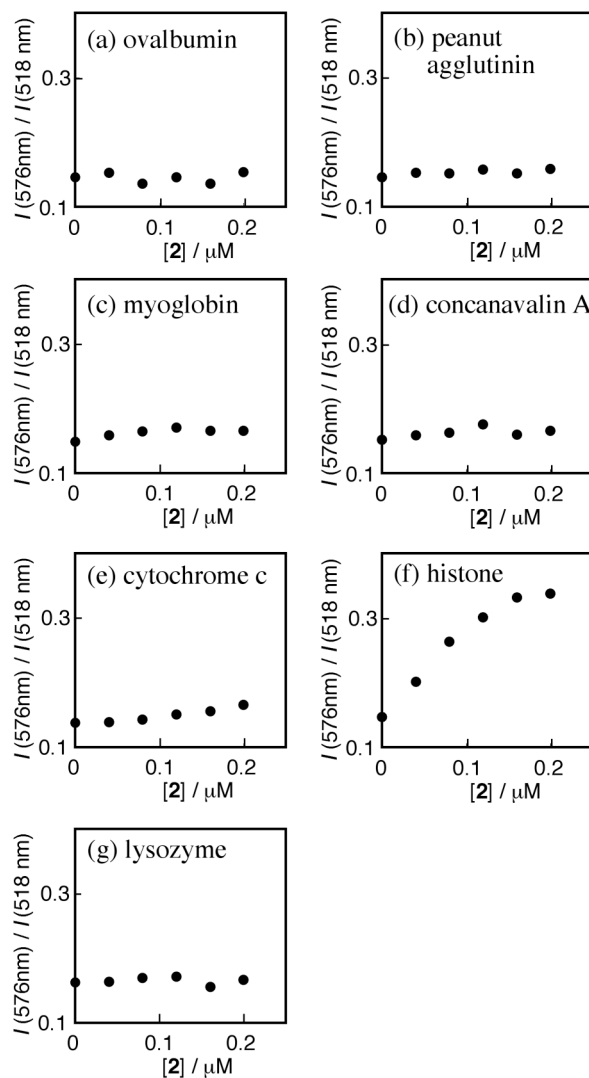 (a) ovalbumin
I (576nm) / I (518 nm)
0.3
0.1
0
0.1
0.2
[2] / μM
(b) peanut
agglutinin
I (576nm) / I (518 nm)
0.3
0.1
0
0.1
0.2
[2] / μM
(c) myoglobin
I (576nm) / I (518 nm)
0.3
0.1
0
0.1
0.2
[2] / μM
(d) concanavalin A
I (576nm) / I (518 nm)
0.3
0.1
0
0.1
0.2
[2] / μM
(e) cytochrome c
I (576nm) / I (518 nm)
0.3
0.1
0
0.1
0.2
[2] / μM
(f) histone
I (576nm) / I (518 nm)
0.3
0.1
0
0.1
0.2
[2] / μM
(g) lysozyme
I (576nm) / I (518 nm)
0.3
0.1
0
0.1
0.2
[2] / μM